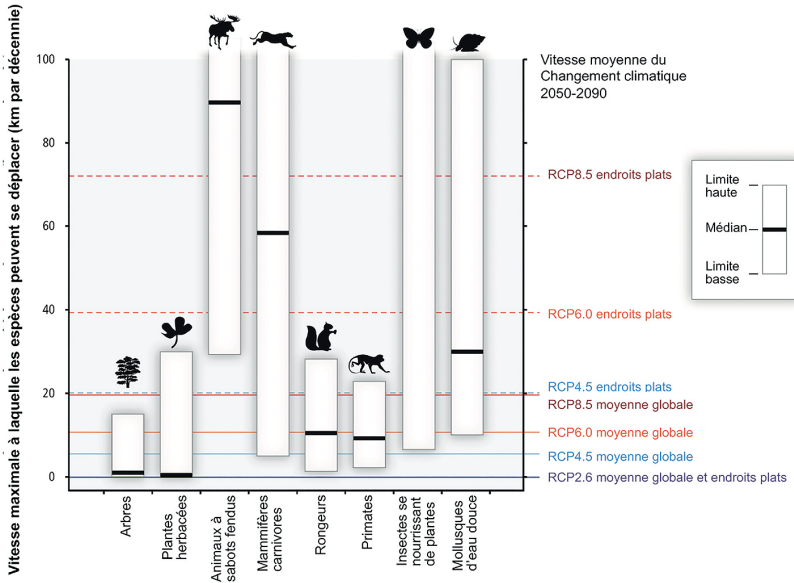 Vitesse maximale à laquelle les espèces peuvent se déplacer (km par décennie)
100
80
60
40
20
0
Vitesse moyenne du
Changement climatique
2050-2090
RCP8.5 endroits plats
RCP6.0 endroits plats
RCP4.5 endroits plats
RCP8.5 moyenne globale
RCP6.0 moyenne globale
RCP4.5 moyenne globale
RCP2.6 moyenne globale et endroits plats
Limite
haute
Médian
Limite
basse
Arbres
Plantes
herbacées
Animaux à
sabots fendus
Mammifères
carnivores
Rongeurs
Primates
Insectes se
nourrissant
de plantes
Mollusques
d'eau douce